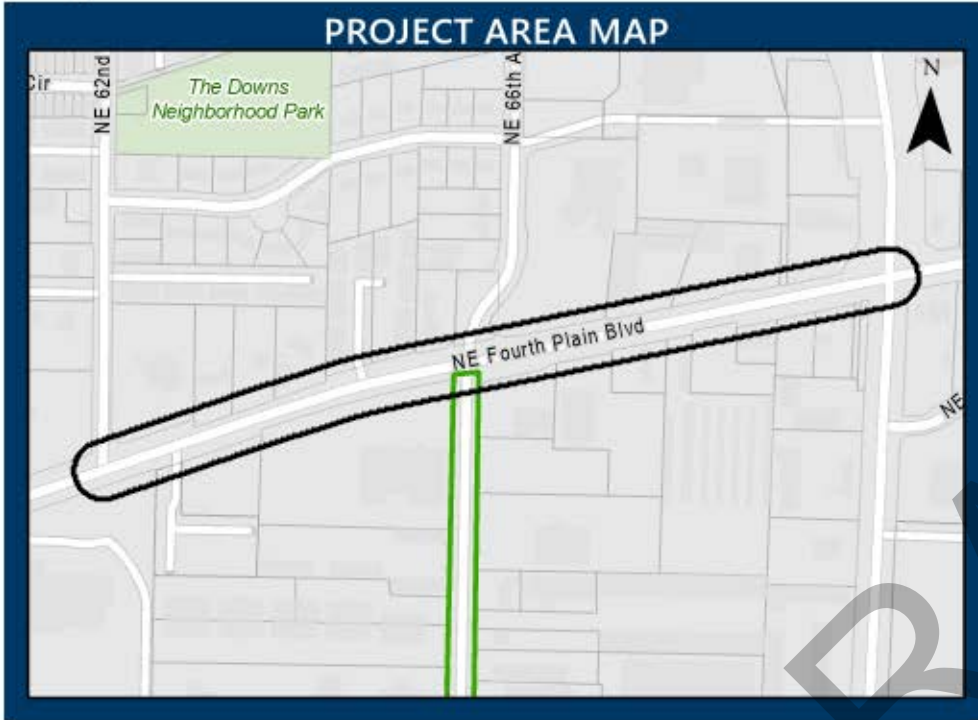 PROJECT AREA MAP
Cir
NE 62nd
The Downs
Neighborhood Park
NE 66th A
N
NE Fourth Plain Blvd
NE